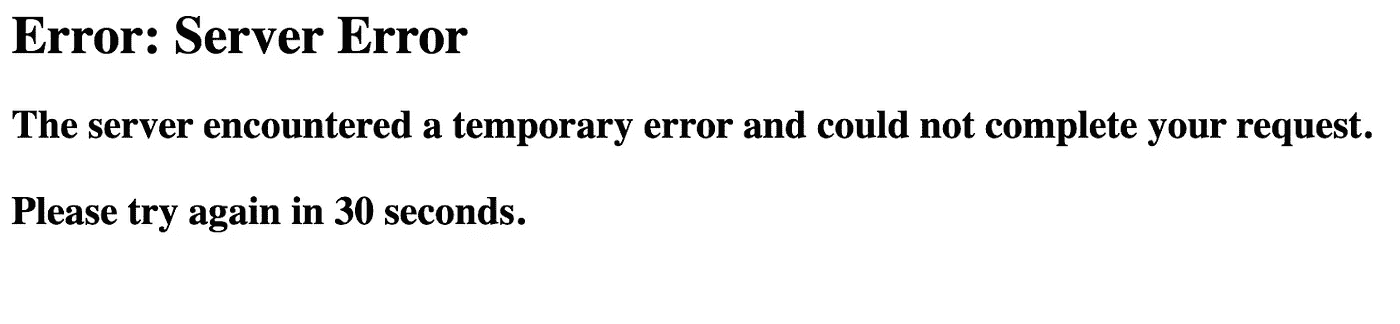 Error: Server Error
The server encountered a temporary error and could not complete your request.
Please try again in 30 seconds.